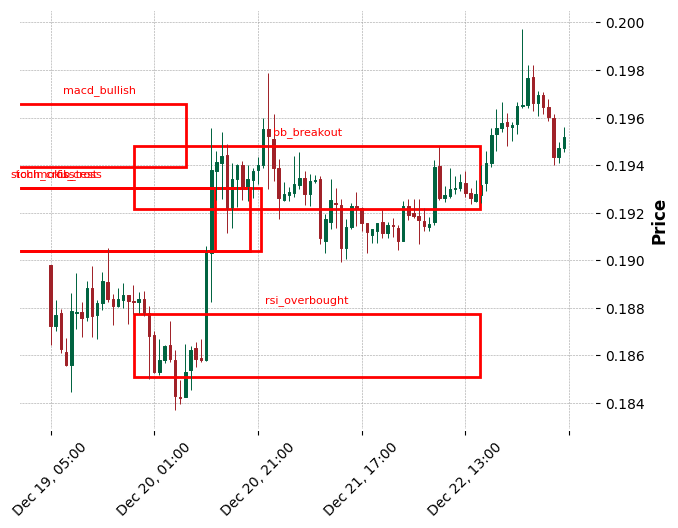 macd_bullish
bb_breakout
rsi_overbought
0.200
0.198
0.196
0.194
0.192
0.190
0.188
0.186
0.184
Price
Dec 19, 05:00
Dec 20, 01:00
Dec 20, 21:00
Dec 21, 17:00
Dec 22, 13:00